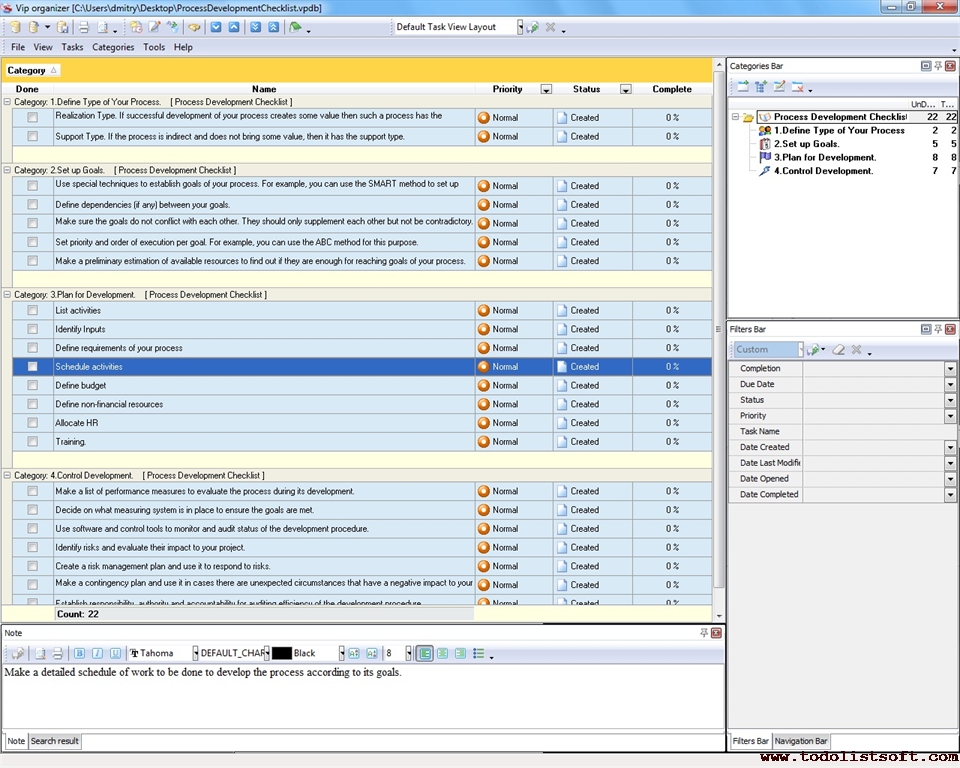 Vip organizer [C:\Users\dmitry\Desktop\ProcessDevelopmentChecklist.vpdb]
Default Task View Layout
File View Tasks Categories Tools Help
Category
Done Name Priority Status Complete
Category: 1.Define Type of Your Process. [ Process Development Checklist ]
Realization Type. If successful development of your process creates some value then such a process has the Normal Created 0 %
Support Type. If the process is indirect and does not bring some value, then it has the support type. Normal Created 0 %
Category: 2.Set up Goals. [ Process Development Checklist ]
Use special techniques to establish goals of your process. For example, you can use the SMART method to set up Normal Created 0 %
Define dependencies (if any) between your goals. Normal Created 0 %
Make sure the goals do not conflict with each other. They should only supplement each other but not be contradictory. Normal Created 0 %
Set priority and order of execution per goal. For example, you can use the ABC method for this purpose. Normal Created 0 %
Make a preliminary estimation of available resources to find out if they are enough for reaching goals of your process. Normal Created 0 %
Category: 3.Plan for Development. [ Process Development Checklist ]
List activities Normal Created 0 %
Identify Inputs Normal Created 0 %
Define requirements of your process Normal Created 0 %
Schedule activities Normal Created 0 %
Define budget Normal Created 0 %
Define non-financial resources Normal Created 0 %
Allocate HR Normal Created 0 %
Training. Normal Created 0 %
Category: 4.Control Development. [ Process Development Checklist ]
Make a list of performance measures to evaluate the process during its development. Normal Created 0 %
Decide on what measuring system is in place to ensure the goals are met. Normal Created 0 %
Use software and control tools to monitor and audit status of the development procedure. Normal Created 0 %
Identify risks and evaluate their impact to your project. Normal Created 0 %
Create a risk management plan and use it to respond to risks. Normal Created 0 %
Make a contingency plan and use it in cases there are unexpected circumstances that have a negative impact to your Normal Created 0 %
Establish responsibility, authority and accountability for auditing efficiency of the development procedure. Normal Created 0 %
Count: 22
Note
Tahoma DEFAULT_CHAR Black 8
Make a detailed schedule of work to be done to develop the process according to its goals.
Note Search result
Categories Bar
UnD... T...
Process Development Checklist 22 22
1.Define Type of Your Process 2 2
2.Set up Goals. 5 5
3.Plan for Development. 8 8
4.Control Development. 7 7
Filters Bar
Custom
Completion
Due Date
Status
Priority
Task Name
Date Created
Date Last Modifie
Date Opened
Date Completed
Filters Bar Navigation Bar
www.todolistsoft.com